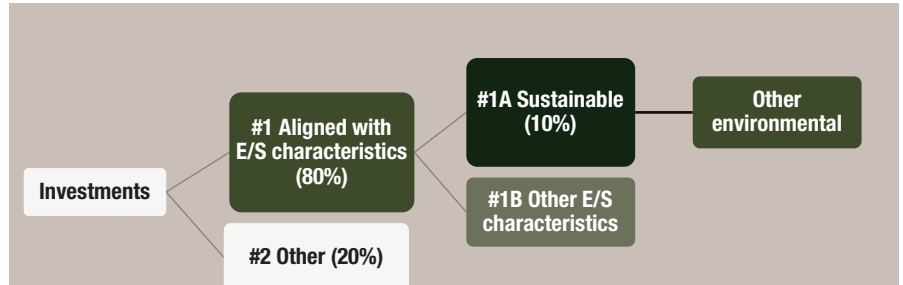 Investments
#1 Aligned with
E/S characteristics
(80%)
#2 Other (20%)
#1A Sustainable
(10%)
#1B Other E/S
characteristics
Other
environmental